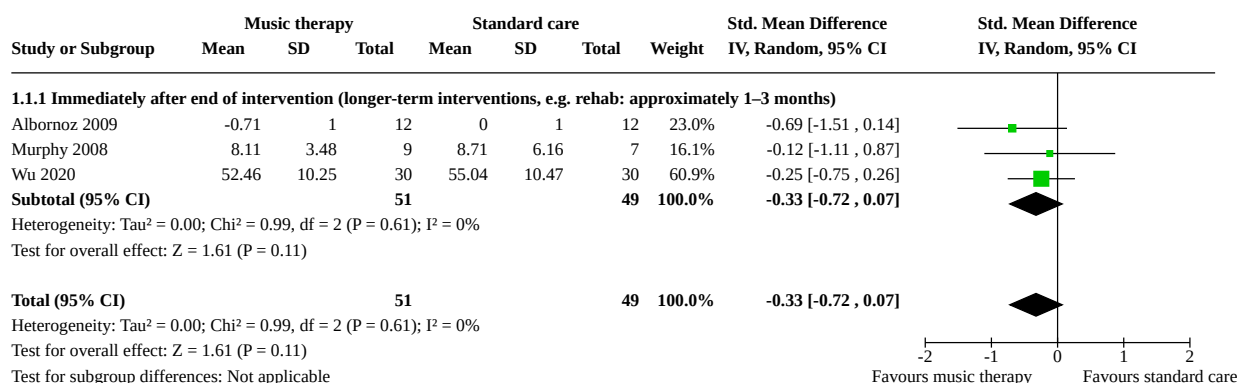 Music therapy Standard care Std. Mean Difference Std. Mean Difference
Study or Subgroup Mean SD Total Mean SD Total Weight IV, Random, 95% CI IV, Random, 95% CI
1.1.1 Immediately after end of intervention (longer-term interventions, e.g. rehab: approximately 1–3 months)
Albornoz 2009 -0.71 1 12 0 1 12 23.0% -0.69 [-1.51 , 0.14]
Murphy 2008 8.11 3.48 9 8.71 6.16 7 16.1% -0.12 [-1.11 , 0.87]
Wu 2020 52.46 10.25 30 55.04 10.47 30 60.9% -0.25 [-0.75 , 0.26]
Subtotal (95% CI) 51 49 100.0% -0.33 [-0.72 , 0.07]
Heterogeneity: Tau² = 0.00; Chi² = 0.99, df = 2 (P = 0.61); I² = 0%
Test for overall effect: Z = 1.61 (P = 0.11)
Total (95% CI) 51 49 100.0% -0.33 [-0.72 , 0.07]
Heterogeneity: Tau² = 0.00; Chi² = 0.99, df = 2 (P = 0.61); I² = 0%
Test for overall effect: Z = 1.61 (P = 0.11) -2 -1 0 1 2
Test for subgroup differences: Not applicable Favours music therapy Favours standard care